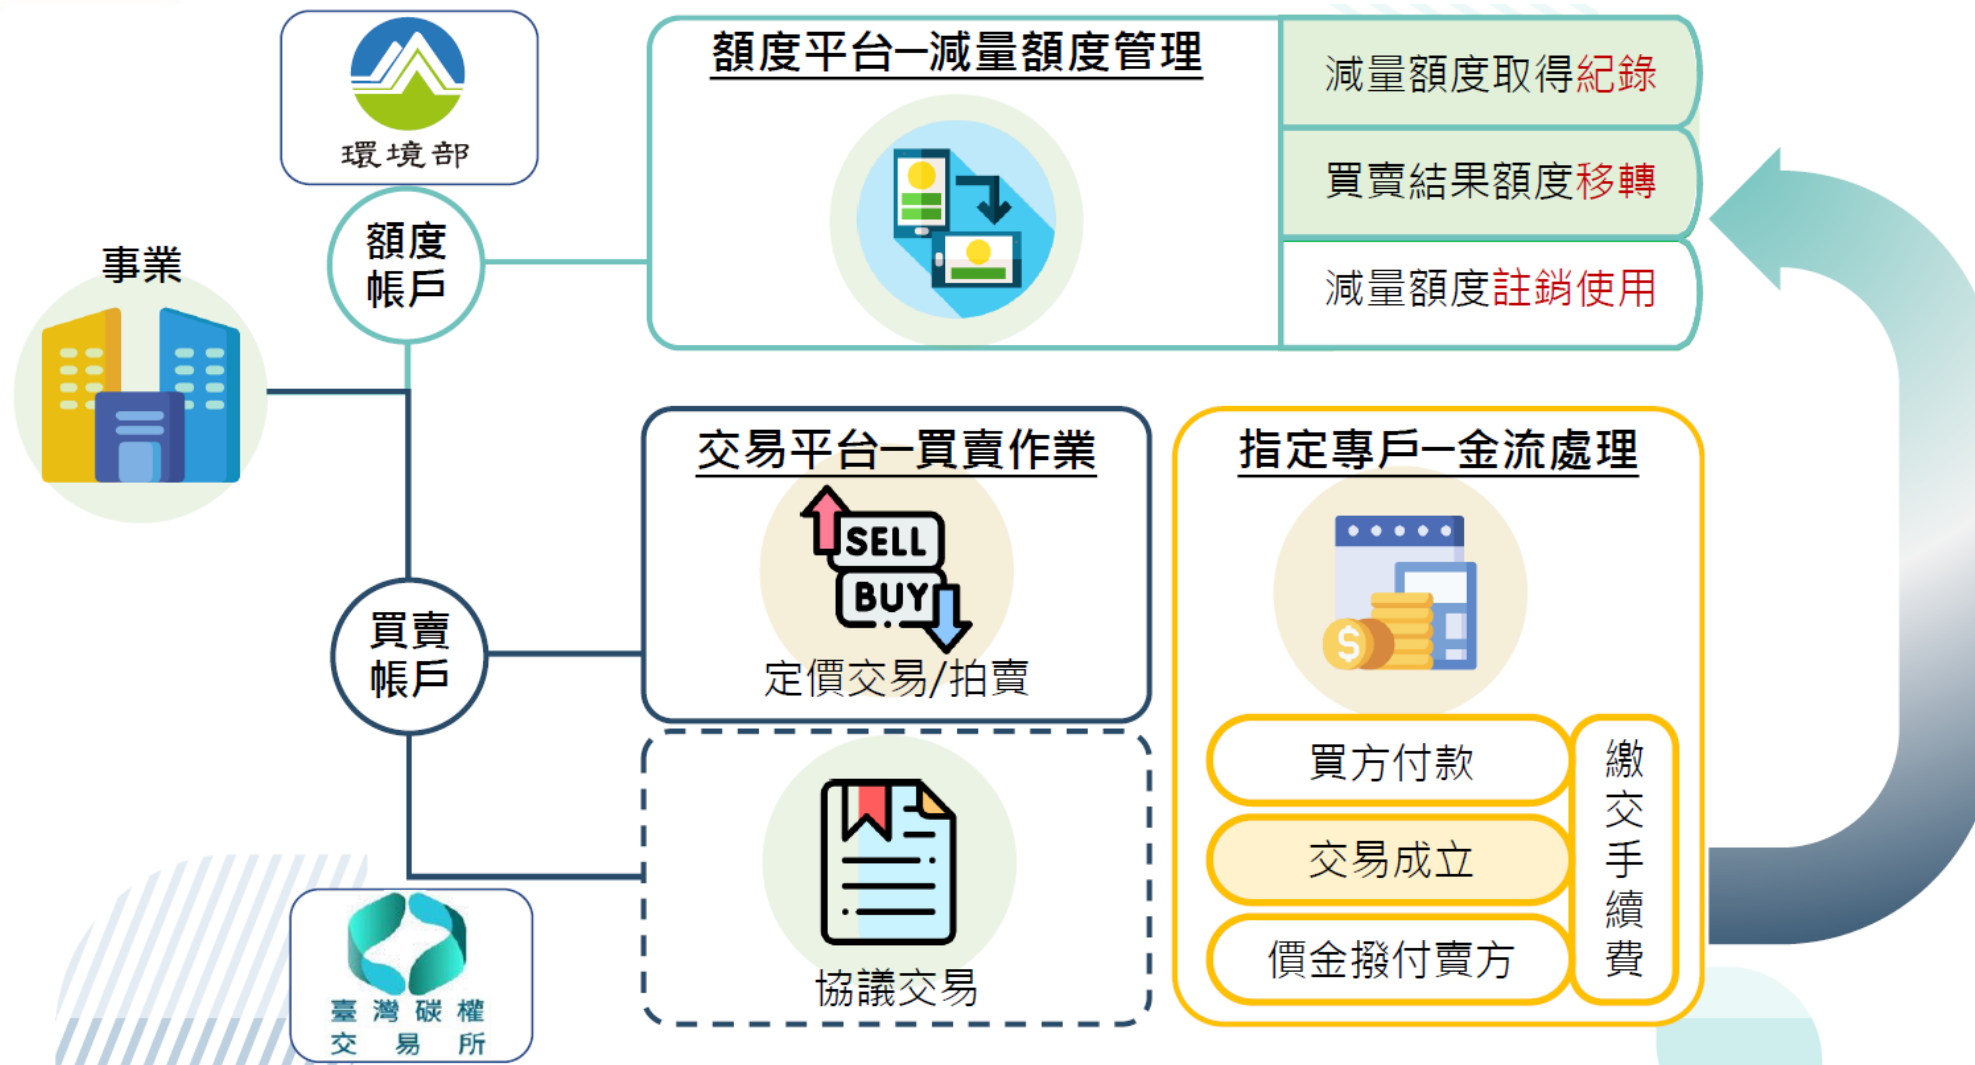 環境部
額度平台—減量額度管理
減量額度取得紀錄
買賣結果額度移轉
減量額度註銷使用
額度
帳戶
事業
交易平台—買賣作業
SELL
BUY
定價交易/拍賣
指定專戶—金流處理
$
買方付款
交易成立
價金撥付賣方
繳交手續費
買賣
帳戶
協議交易
臺灣碳權
交易所